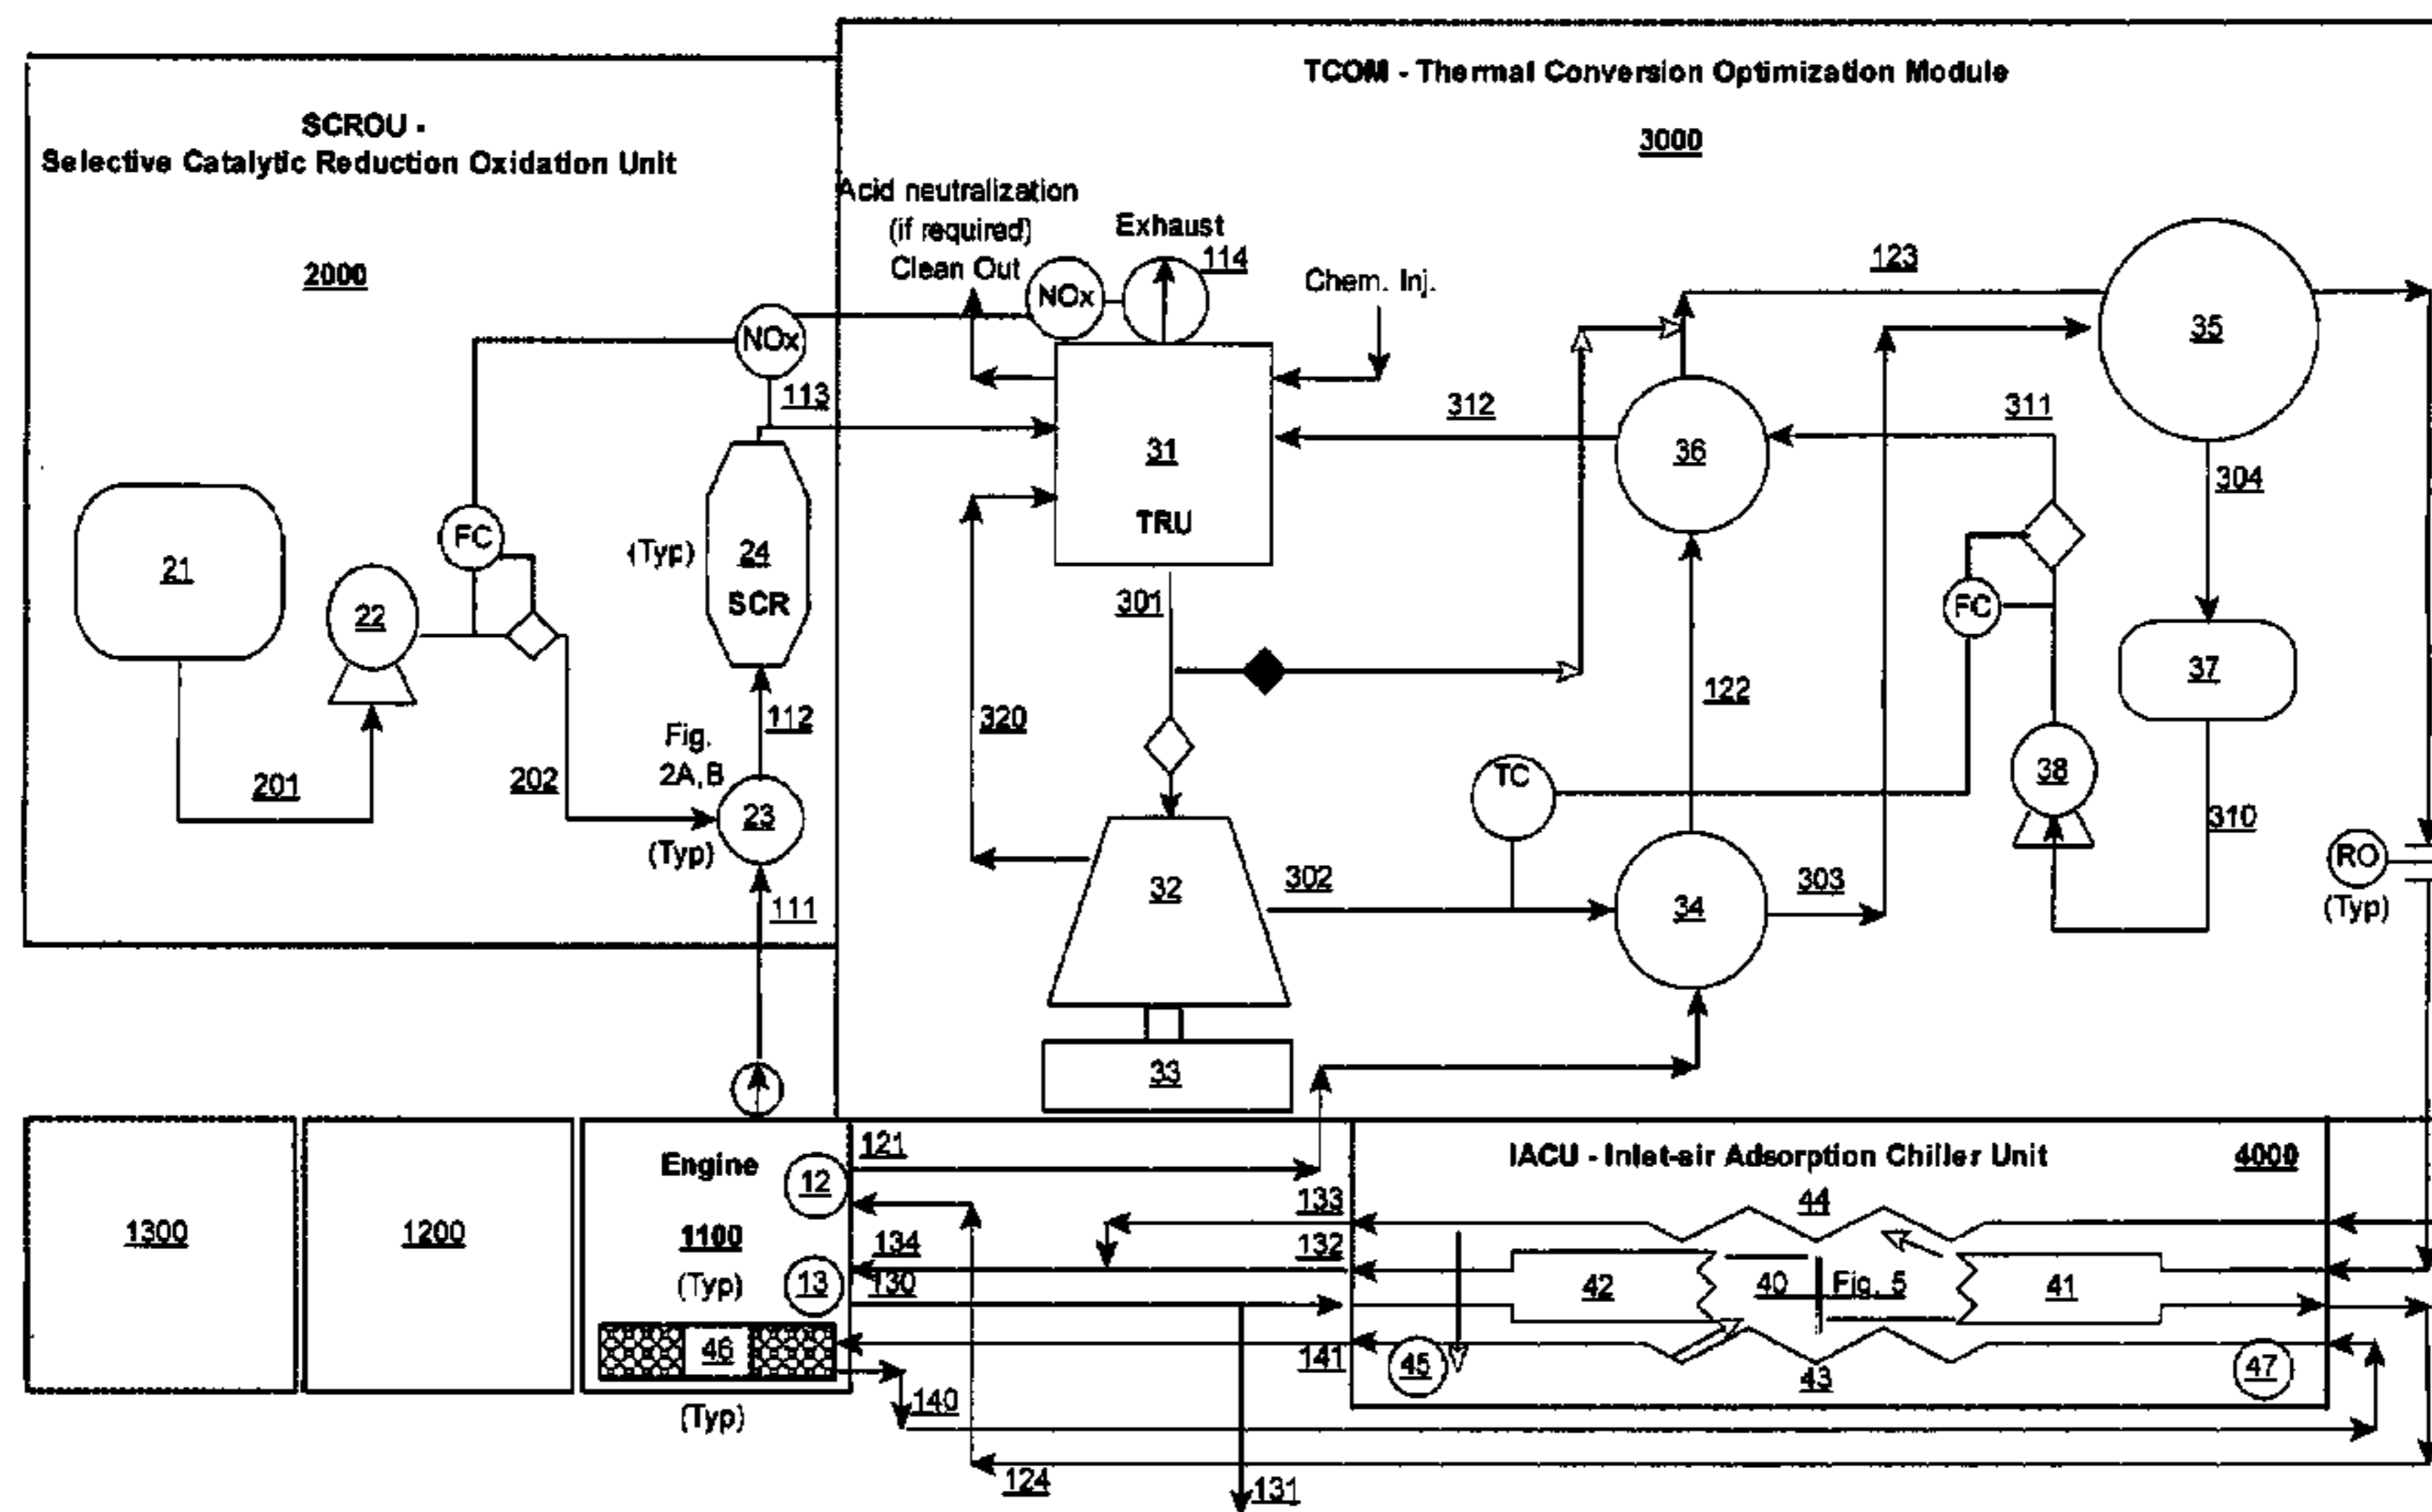 TCOM - Thermal Conversion Optimization Module
3000
SCROU -
Selective Catalytic Reduction Oxidation Unit
2000
Acid neutralization
(if required)
Clean Out
Exhaust
114
NOx
Chem. Inj.
123
35
NOx
113
312
311
36
31
TRU
304
21
FC
22
(Typ)
24
SCR
301
FC
37
122
112
320
Fig.
2A,B
201
202
23
(Typ)
TC
38
310
RO
(Typ)
32
302
34
303
111
33
Engine
12
121
IACU - Inlet-air Adsorption Chiller Unit
4000
1300
1200
1100
(Typ)
13
133
134
132
130
44
42
40
Fig. 5
41
46
(Typ)
141
45
43
47
140
124
131